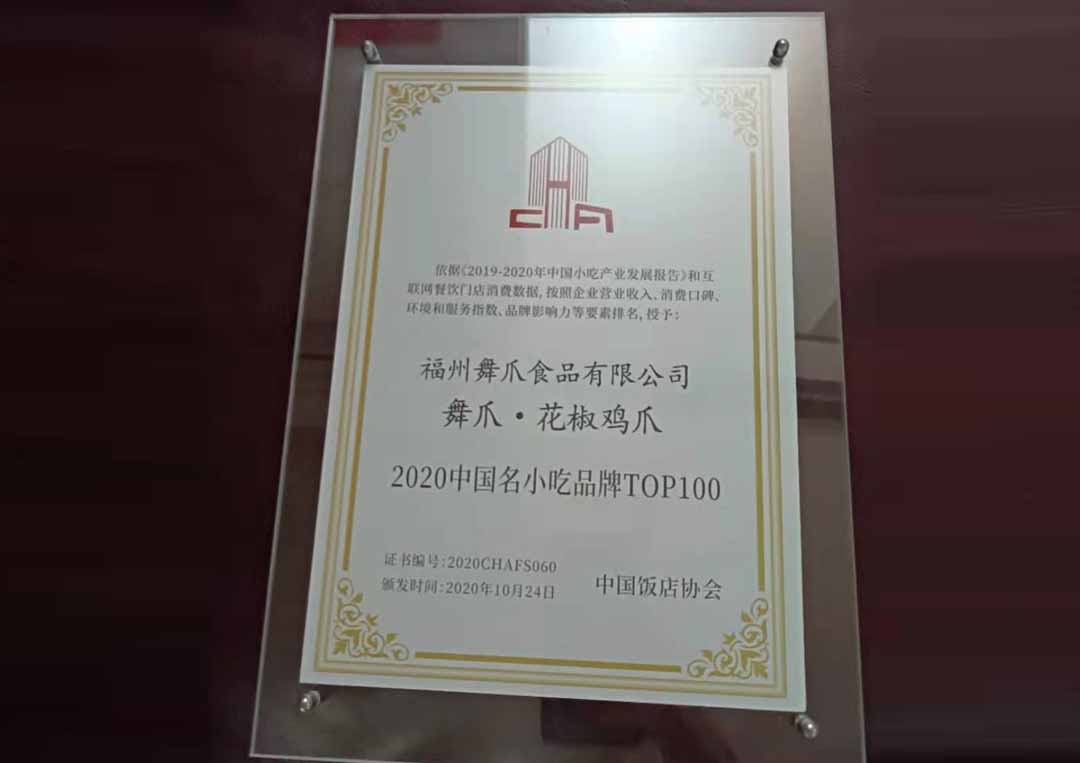 CHA
依据《2019-2020年中国小吃产业发展报告》和互
联网餐饮门店消费数据,按照企业营业收入、消费口碑、
环境和服务指数、品牌影响力等要素排名,授予:
福州舞爪食品有限公司
舞爪·花椒鸡爪
2020中国名小吃品牌TOP100
证书编号:2020CHAFS060
颁发时间:2020年10月24日
中国饭店协会